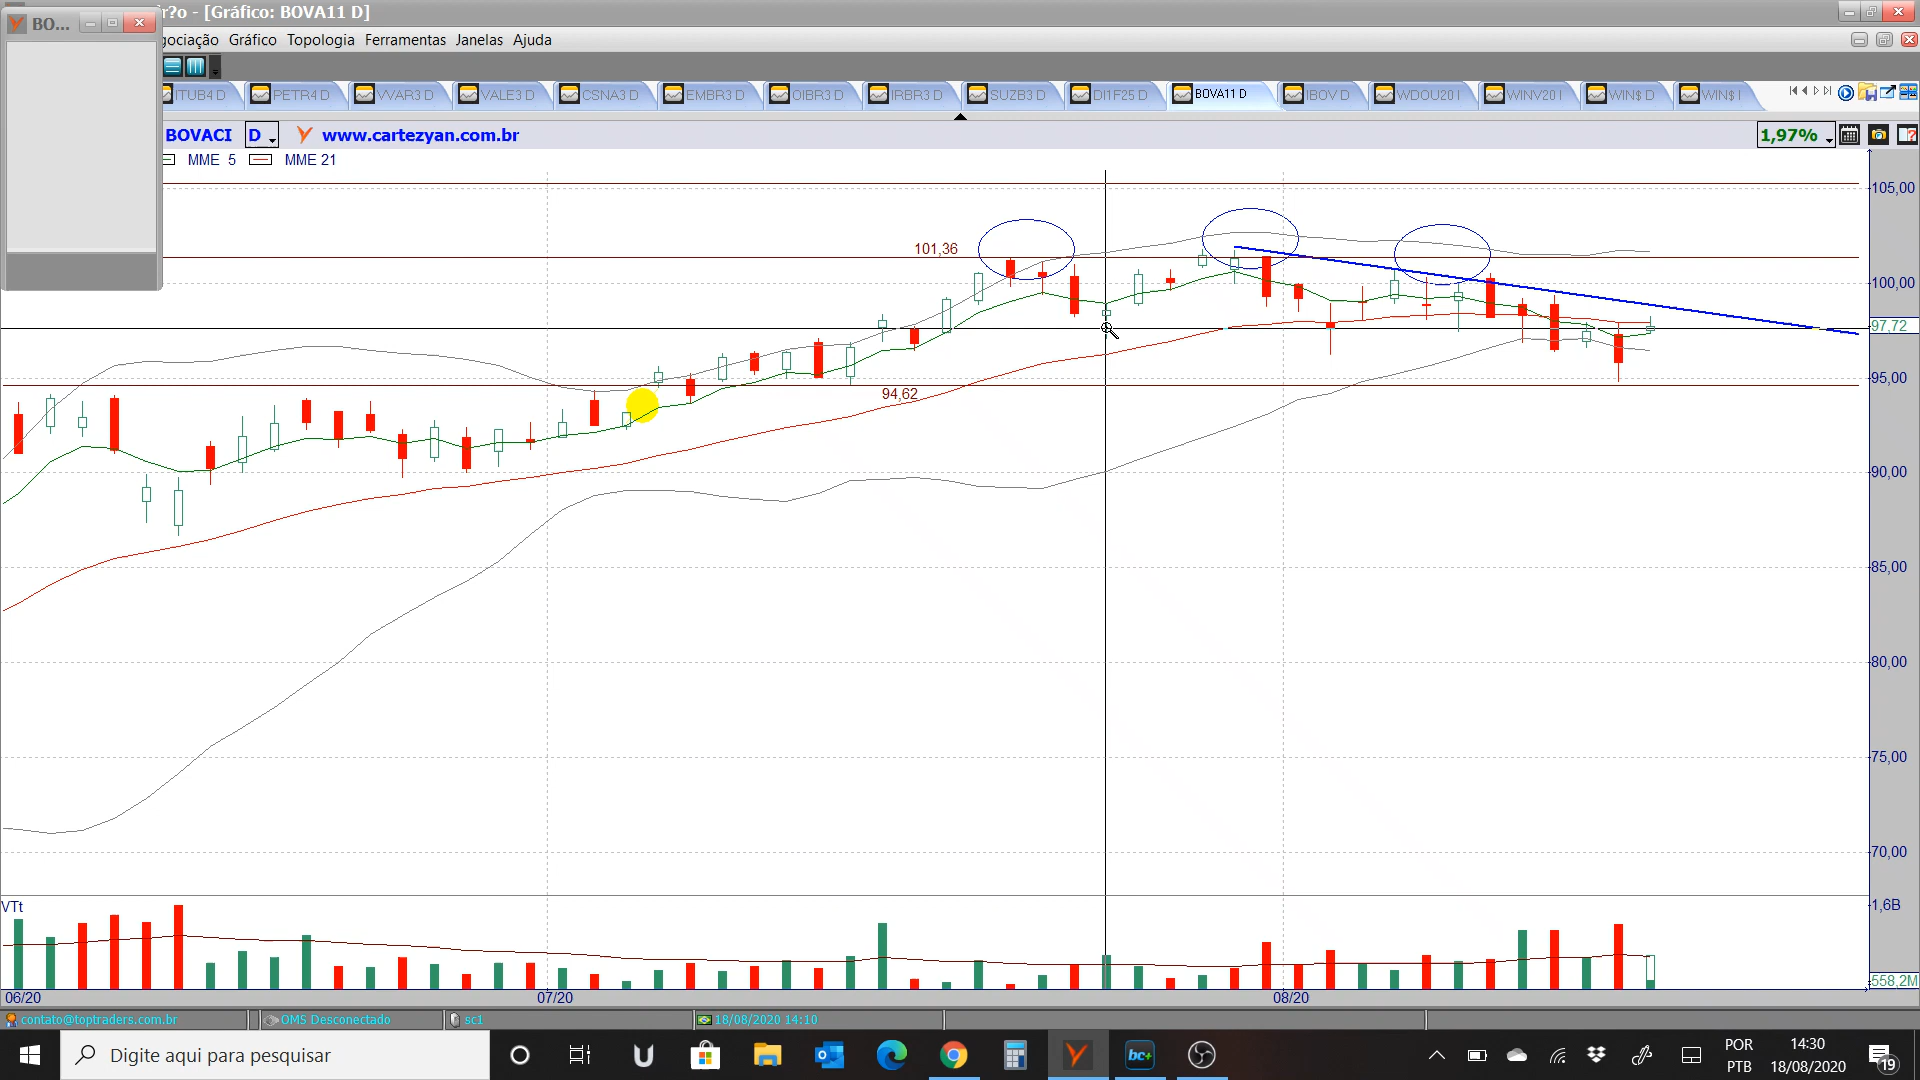 BO...
r?o - [Gráfico: BOVA11 D]
gociação Gráfico Topologia Ferramentas Janelas Ajuda
ITUB4 D PETR4 D VVAR3 D VALE3 D CSNA3 D EMBR3 D OIBR3 D IRBR3 D SUZB3 D DI1F25 D BOVA11 D IBOV D WDOU20 I WINV20 I WIN$ D WIN$ I
BOVACI D www.cartezyan.com.br 1,97%
MME 5 MME 21
105,00
101,36
100,00
97,72
95,00
94,62
90,00
85,00
80,00
75,00
70,00
VTt
1,6B
558,2M
06/20 07/20 08/20
contato@toptraders.com.br OMS Desconectado sc1 18/08/2020 14:10
Digite aqui para pesquisar
bc+
POR
PTB
14:30
18/08/2020
19